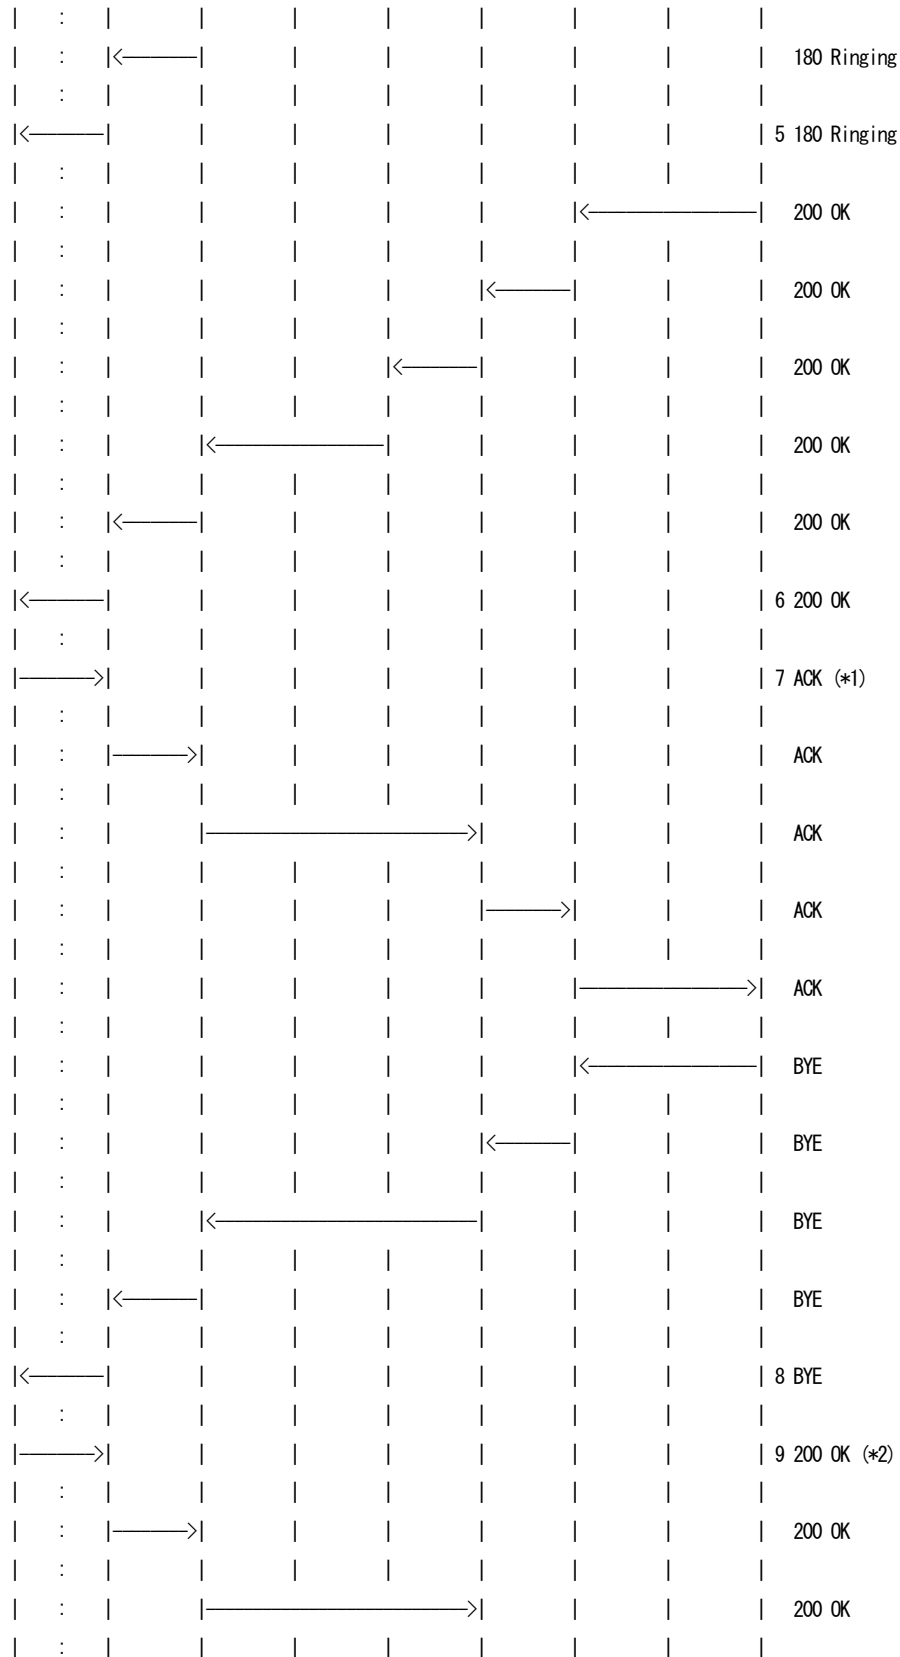 | : | | | | | | | |
| : |<———————| | | | | | | 180 Ringing
| : | | | | | | | |
|<———————| | | | | | | | 5 180 Ringing
| : | | | | | | | |
| : | | | | | |<——————————————| 200 OK
| : | | | | | | | |
| : | | | | |<———————| | | 200 OK
| : | | | | | | | |
| : | | | |<———————| | | | 200 OK
| : | | | | | | | |
| : | |<——————————————| | | | | 200 OK
| : | | | | | | | |
| : |<———————| | | | | | | 200 OK
| : | | | | | | | |
|<———————| | | | | | | | 6 200 OK
| : | | | | | | | |
|———————>| | | | | | | | 7 ACK (*1)
| : | | | | | | | |
| : |———————>| | | | | | | ACK
| : | | | | | | | |
| : | |—————————————————————>| | | | ACK
| : | | | | | | | |
| : | | | | |———————>| | | ACK
| : | | | | | | | |
| : | | | | | |——————————————>| ACK
| : | | | | | | | |
| : | | | | | |<——————————————| BYE
| : | | | | | | | |
| : | | | | |<———————| | | BYE
| : | | | | | | | |
| : | |<—————————————————————| | | | BYE
| : | | | | | | | |
| : |<———————| | | | | | | BYE
| : | | | | | | | |
|<———————| | | | | | | | 8 BYE
| : | | | | | | | |
|———————>| | | | | | | | 9 200 OK (*2)
| : | | | | | | | |
| : |———————>| | | | | | | 200 OK
| : | | | | | | | |
| : | |—————————————————————>| | | | 200 OK
| : | | | | | | | |